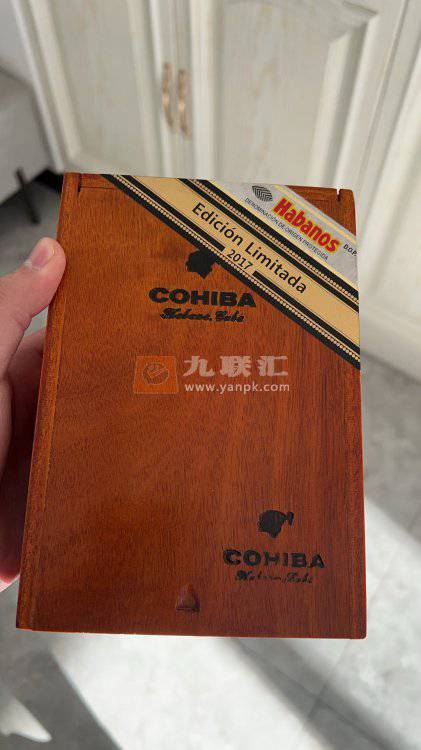 Habanos
DENOMINACIÓN DE ORIGEN PROTEGIDA
D.O.P.
Edición Limitada
2017
COHIBA
Habana, Cuba
九联汇
www.yanpk.com
COHIBA
Habana, Cuba